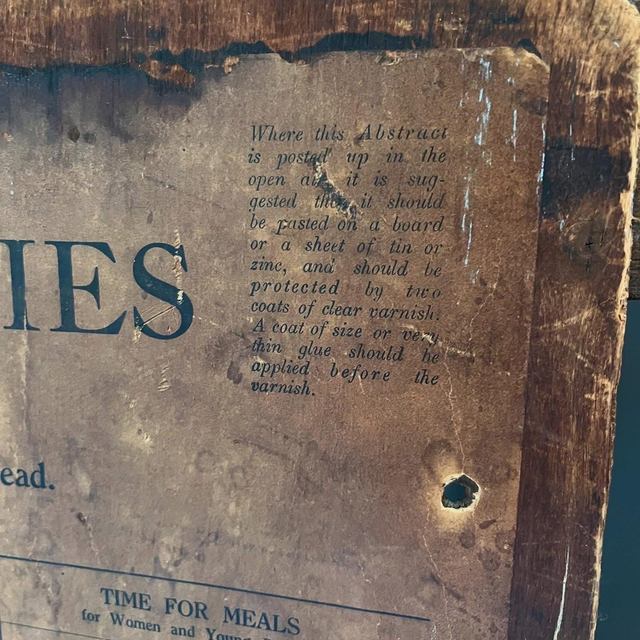 Where this Abstract
is posted up in the
open air it is sug-
gested that it should
be pasted on a board
or a sheet of tin or
zinc, and should be
protected by two
coats of clear varnish.
A coat of size or very
thin glue should be
applied before the
varnish.
IES
ead.
TIME FOR MEALS
for Women and Young